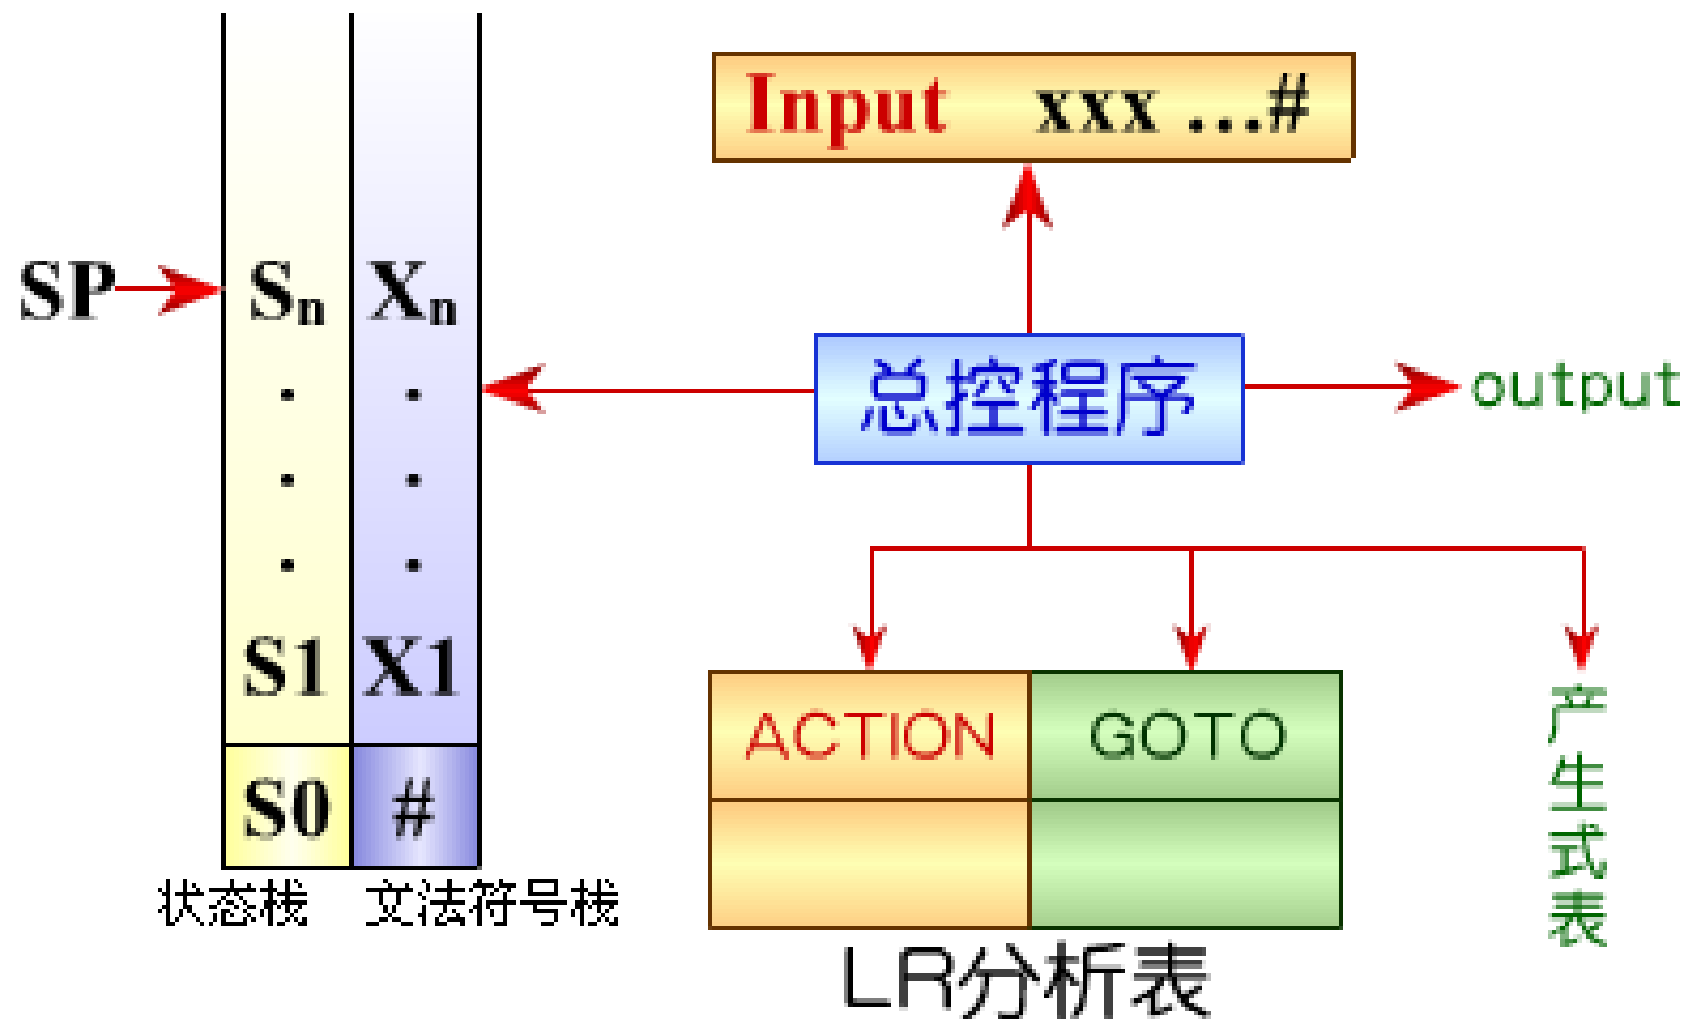 Input xxx ...#
SP
Sn Xn
. .
. .
. .
S1 X1
S0 #
状态栈 文法符号栈
总控程序
output
ACTION GOTO
LR分析表
产生式表